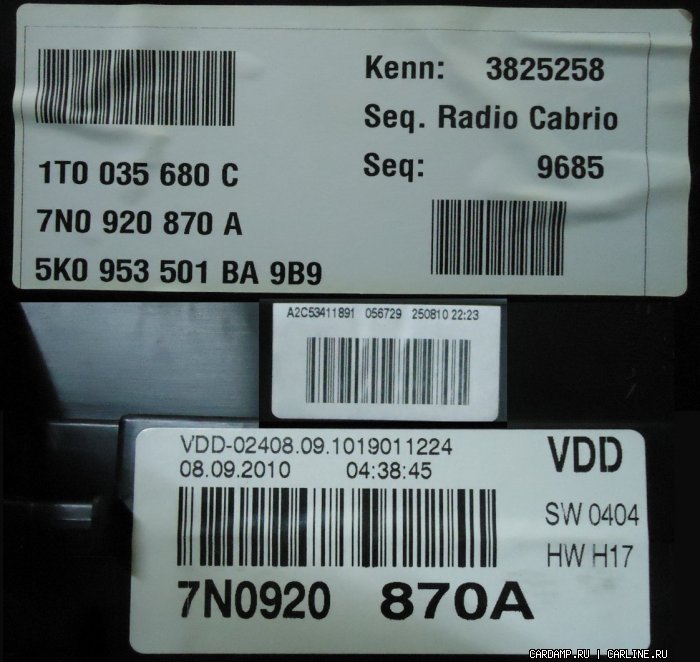 Kenn: 3825258
Seq. Radio Cabrio
Seq: 9685
1T0 035 680 C
7N0 920 870 A
5K0 953 501 BA 9B9
A2C53411891 056729 250810 22:23
VDD-02408.09.1019011224
08.09.2010 04:38:45
VDD
SW 0404
HW H17
7N0920 870A
CARDAMP.RU | CARLINE.RU